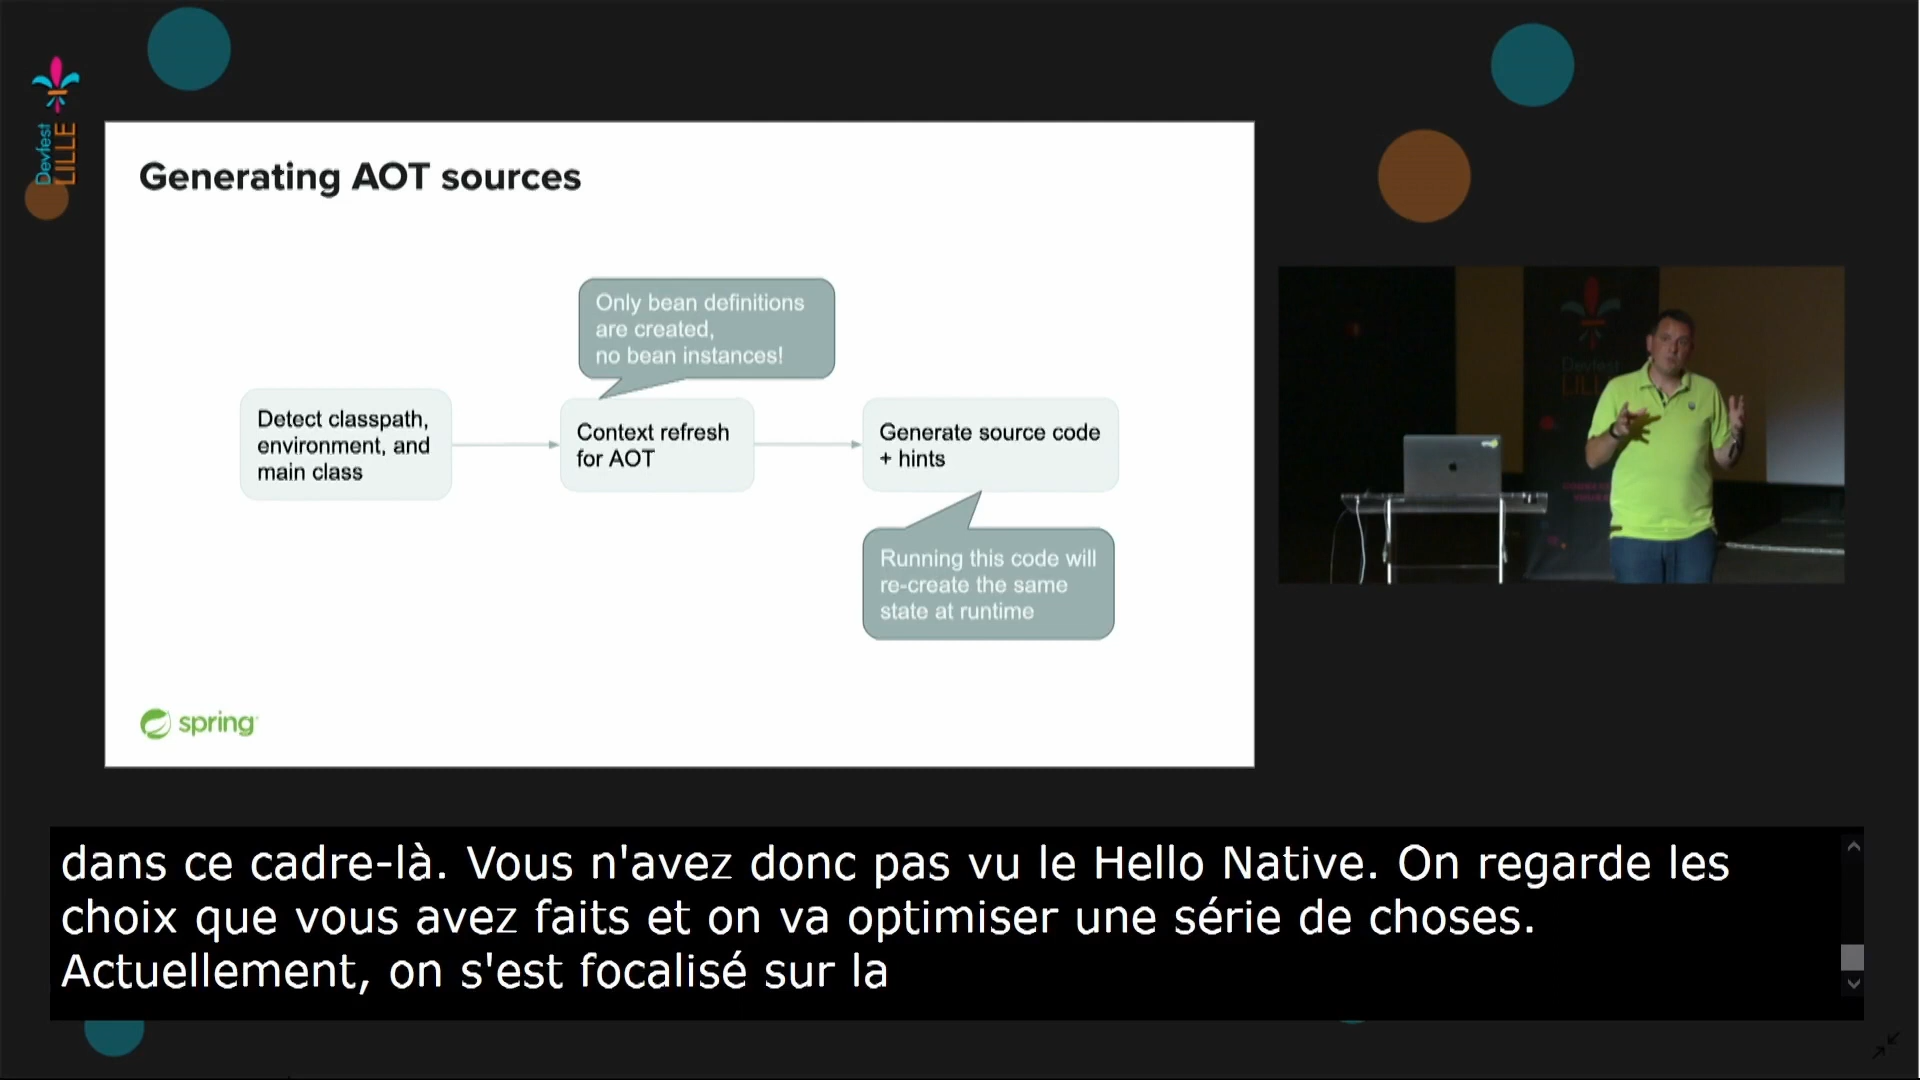 Devfest
LILLE
Generating AOT sources
Only bean definitions
are created,
no bean instances!
Detect classpath,
environment, and
main class
Context refresh
for AOT
Generate source code
+ hints
Running this code will
re-create the same
state at runtime
spring
Devfest
LILLE
dans ce cadre-là. Vous n'avez donc pas vu le Hello Native. On regarde les
choix que vous avez faits et on va optimiser une série de choses.
Actuellement, on s'est focalisé sur la